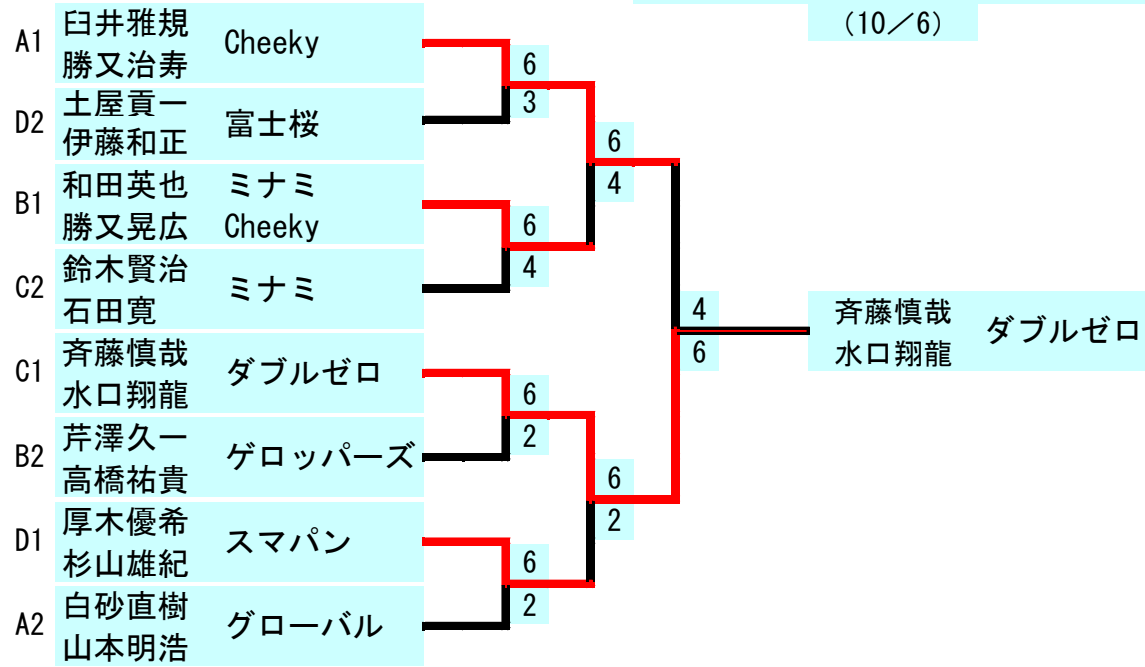 (10／6)
A1 臼井雅規 Cheeky
勝又治寿
6
3
D2 土屋貢一 富士桜
伊藤和正
6
4
B1 和田英也 ミナミ
勝又晃広 Cheeky
6
4
C2 鈴木賢治 ミナミ
石田寛
4
6
斉藤慎哉 ダブルゼロ
水口翔龍
C1 斉藤慎哉 ダブルゼロ
水口翔龍
6
2
B2 芹澤久一 ゲロッパーズ
高橋祐貴
6
2
D1 厚木優希 スマパン
杉山雄紀
6
2
A2 白砂直樹 グローバル
山本明浩